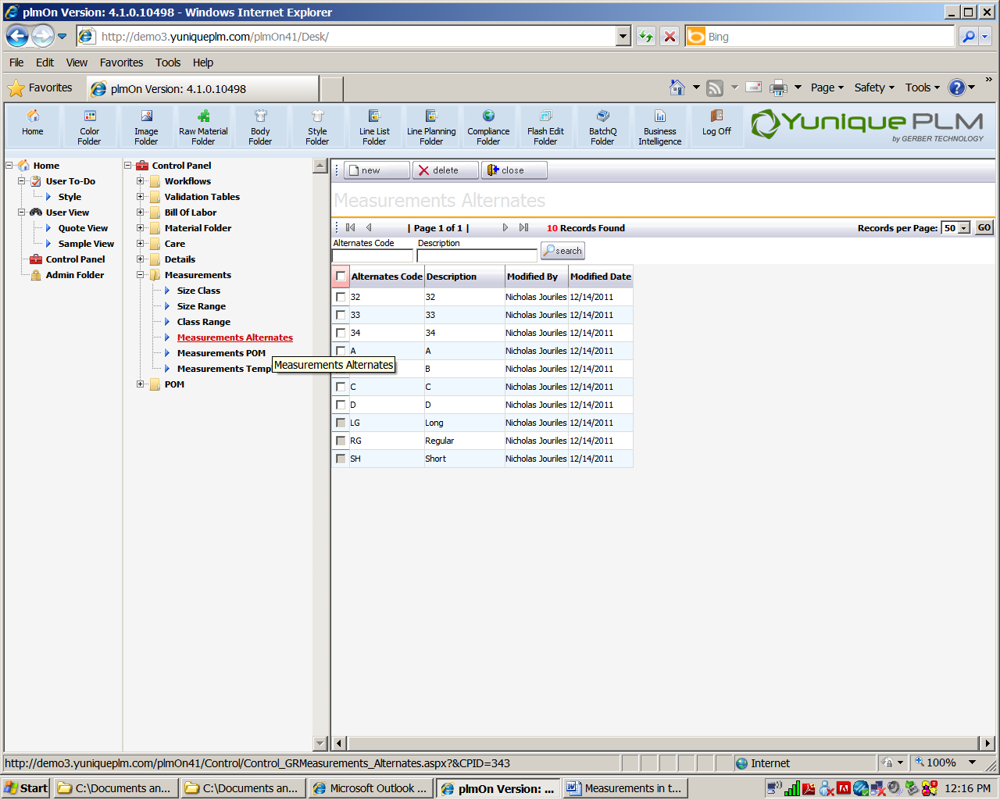 plmOn Version: 4.1.0.10498 - Windows Internet Explorer
http://demo3.yuniqueplm.com/plmOn41/Desk/
Bing
File Edit View Favorites Tools Help
Favorites
plmOn Version: 4.1.0.10498
Page Safety Tools
Home
Color Folder
Image Folder
Raw Material Folder
Body Folder
Style Folder
Line List Folder
Line Planning Folder
Compliance Folder
Flash Edit Folder
BatchQ Folder
Business Intelligence
Log Off
Yunique PLM
by GERBER TECHNOLOGY
Home
User To-Do
Style
User View
Quote View
Sample View
Control Panel
Admin Folder
Control Panel
Workflows
Validation Tables
Bill Of Labor
Material Folder
Care
Details
Measurements
Size Class
Size Range
Class Range
Measurements Alternates
Measurements POM
Measurements Temp
POM
Measurements Alternates
new delete close
Measurements Alternates
| Page 1 of 1 | 10 Records Found Records per Page: 50 GO
Alternates Code Description
search
Alternates Code Description Modified By Modified Date
32 32 Nicholas Jouriles 12/14/2011
33 33 Nicholas Jouriles 12/14/2011
34 34 Nicholas Jouriles 12/14/2011
A A Nicholas Jouriles 12/14/2011
B Nicholas Jouriles 12/14/2011
C C Nicholas Jouriles 12/14/2011
D D Nicholas Jouriles 12/14/2011
LG Long Nicholas Jouriles 12/14/2011
RG Regular Nicholas Jouriles 12/14/2011
SH Short Nicholas Jouriles 12/14/2011
http://demo3.yuniqueplm.com/plmOn41/Control/Control_GRMeasurements_Alternates.aspx?&CPID=343
Internet
100%
Start
C:\Documents an...
C:\Documents an...
Microsoft Outlook ...
plmOn Version: ...
Measurements in t...
12:16 PM